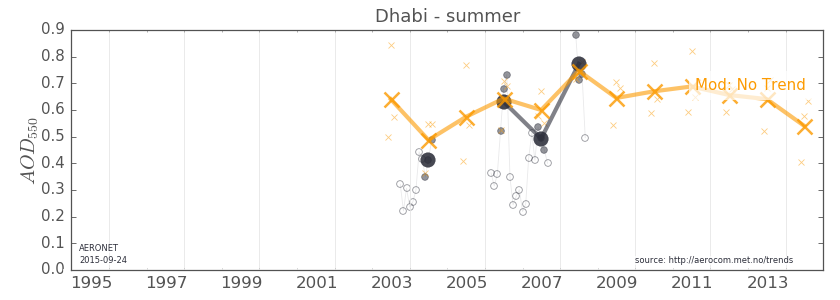 Dhabi - summer
0.9
0.8
0.7
0.6
0.5
0.4
0.3
0.2
0.1
0.0
AOD550
Mod: No Trend
AERONET
2015-09-24
source: http://aerocom.met.no/trends
1995 1997 1999 2001 2003 2005 2007 2009 2011 2013